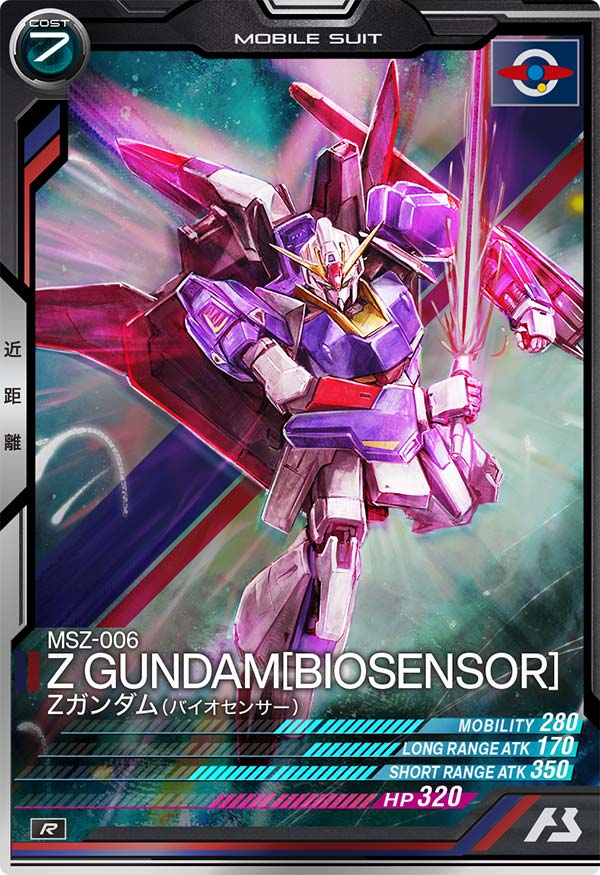 COST
7
MOBILE SUIT
近距離
MSZ-006
Z GUNDAM[BIOSENSOR]
Zガンダム(バイオセンサー)
MOBILITY 280
LONG RANGE ATK 170
SHORT RANGE ATK 350
HP 320
R